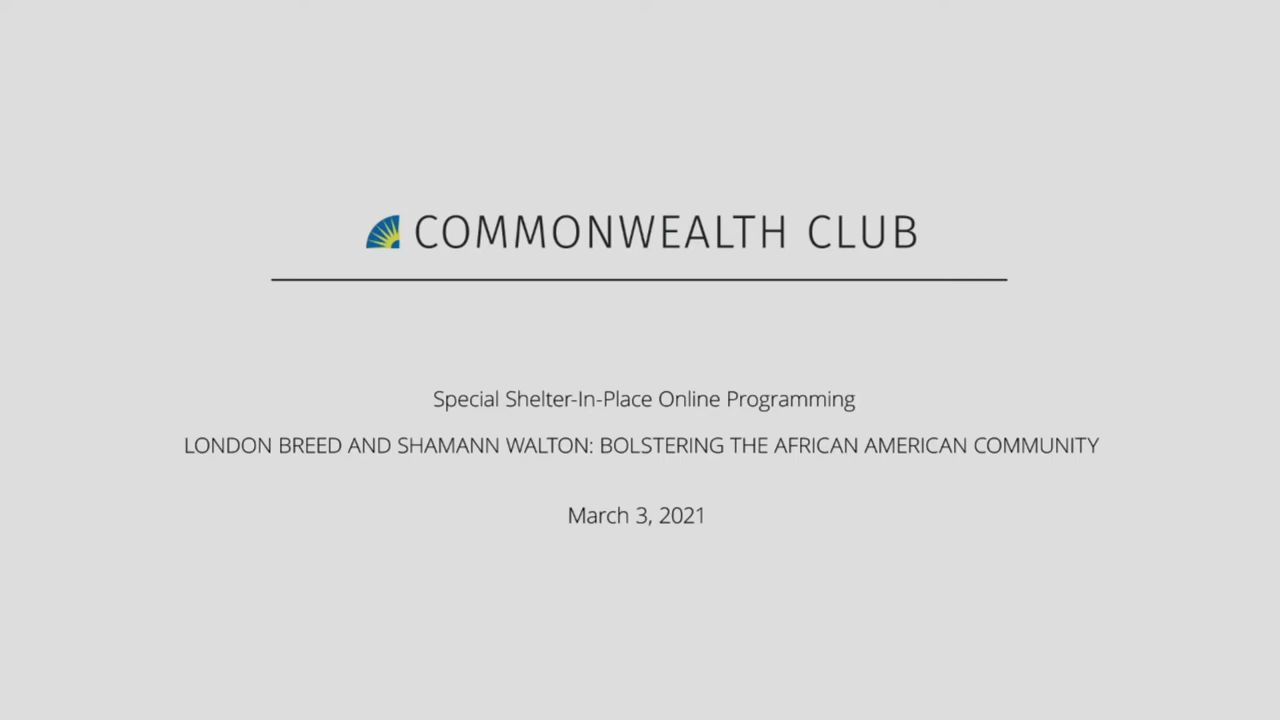 COMMONWEALTH CLUB
Special Shelter-In-Place Online Programming
LONDON BREED AND SHAMANN WALTON: BOLSTERING THE AFRICAN AMERICAN COMMUNITY
March 3, 2021